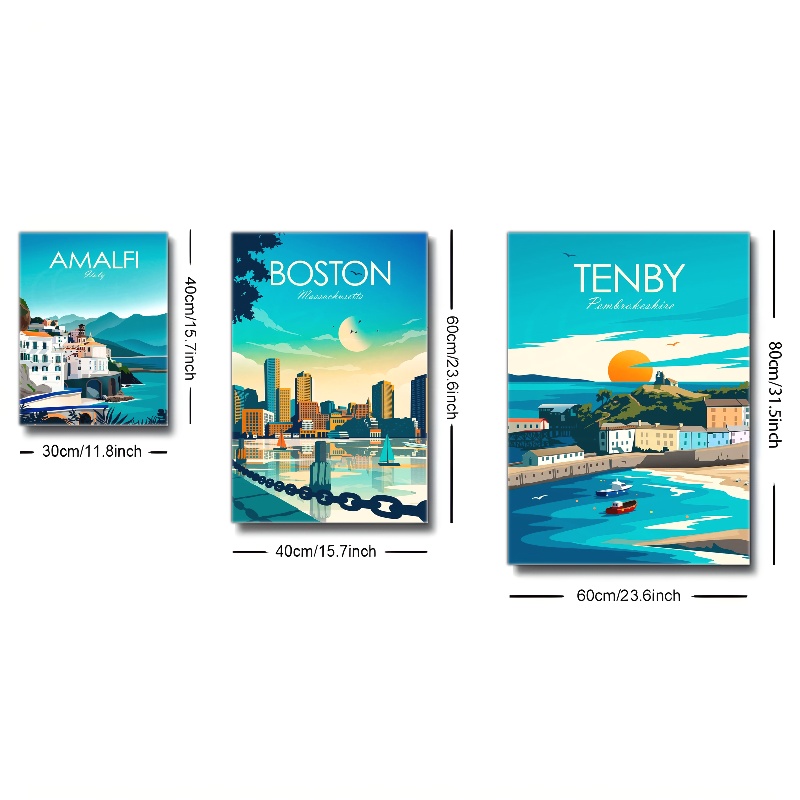 AMALFI
Italy
40cm/15.7inch
30cm/11.8inch
BOSTON
Massachusetts
60cm/23.6inch
40cm/15.7inch
TENBY
Pembrokeshire
80cm/31.5inch
60cm/23.6inch